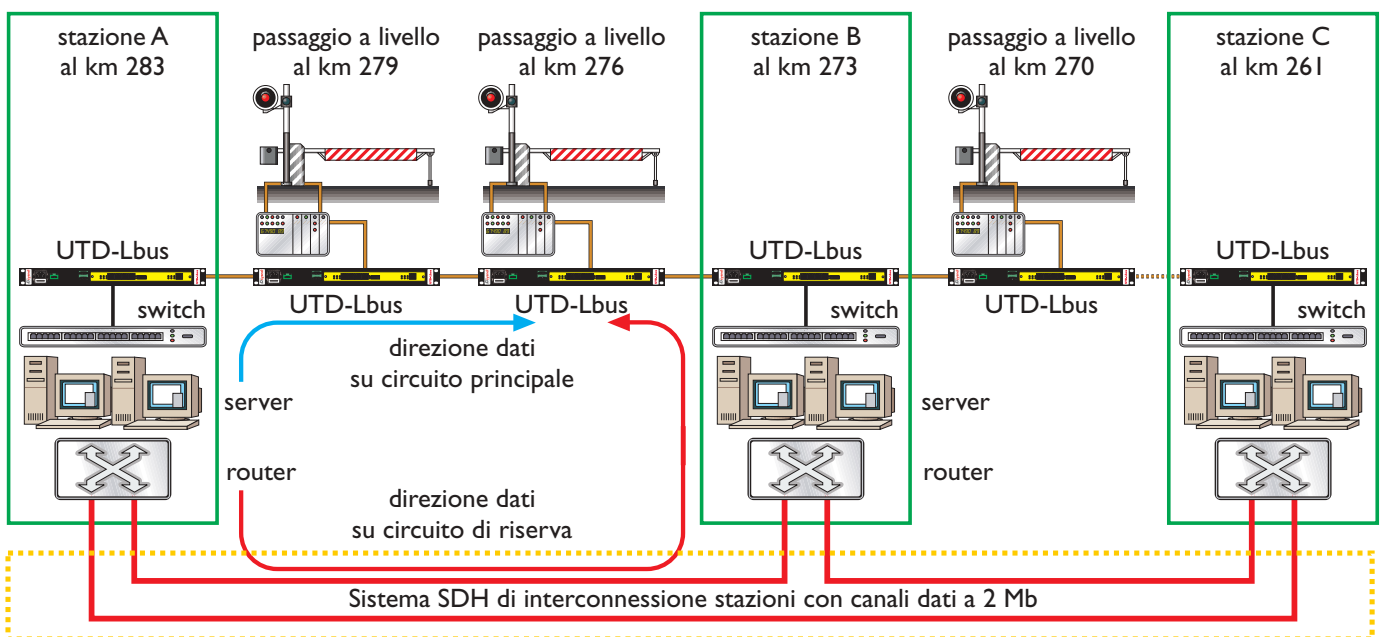 stazione A
al km 283
passaggio a livello
al km 279
passaggio a livello
al km 276
stazione B
al km 273
passaggio a livello
al km 270
stazione C
al km 261
UTD-Lbus
UTD-Lbus
UTD-Lbus
UTD-Lbus
UTD-Lbus
UTD-Lbus
switch
switch
switch
direzione dati
su circuito principale
server
server
router
router
direzione dati
su circuito di riserva
Sistema SDH di interconnessione stazioni con canali dati a 2 Mb